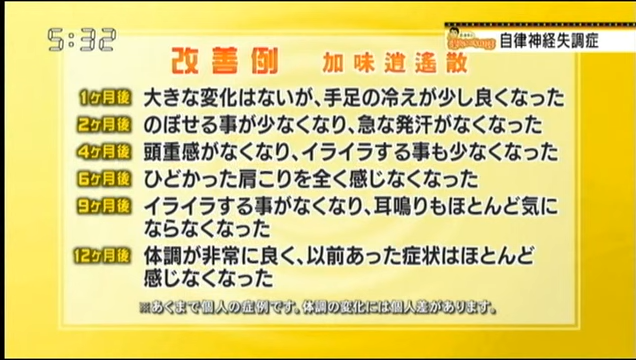 5:32
自律神経失調症
改善例 加味逍遙散
1ヶ月後 大きな変化はないが、手足の冷えが少し良くなった
2ヶ月後 のぼせる事が少なくなり、急な発汗がなくなった
4ヶ月後 頭重感がなくなり、イライラする事も少なくなった
6ヶ月後 ひどかった肩こりを全く感じなくなった
9ヶ月後 イライラする事がなくなり、耳鳴りもほとんど気に
ならなくなった
12ヶ月後 体調が非常に良く、以前あった症状はほとんど
感じなくなった
※あくまで個人の症例です。体調の変化には個人差があります。